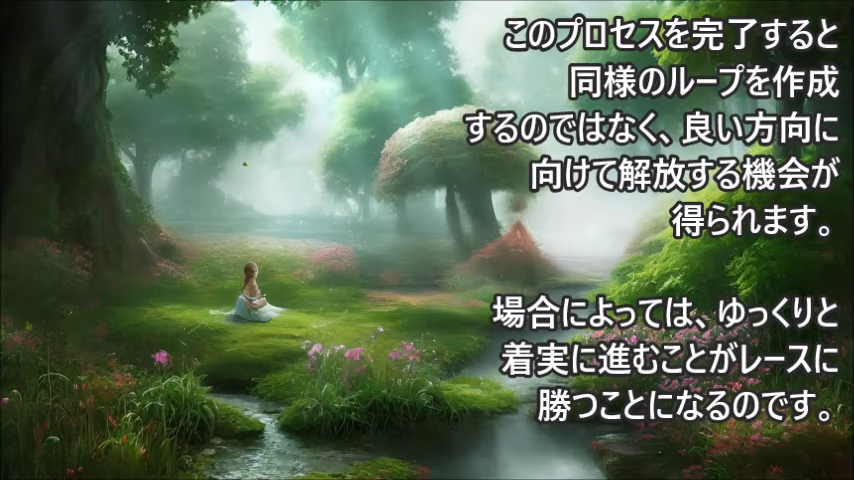 このプロセスを完了すると
同様のループを作成
するのではなく、良い方向に
向けて解放する機会が
得られます。
場合によっては、ゆっくりと
着実に進むことがレースに
勝つことになるのです。